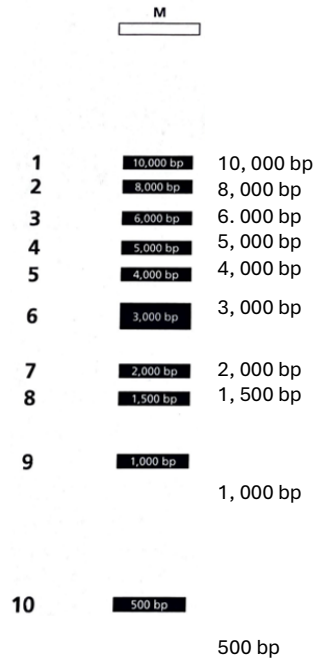 M
1 10,000 bp 10, 000 bp
2 8,000 bp 8, 000 bp
3 6,000 bp 6. 000 bp
4 5,000 bp 5, 000 bp
5 4,000 bp 4, 000 bp
6 3,000 bp 3, 000 bp
7 2,000 bp 2, 000 bp
8 1,500 bp 1, 500 bp
9 1,000 bp
1, 000 bp
10 500 bp
500 bp